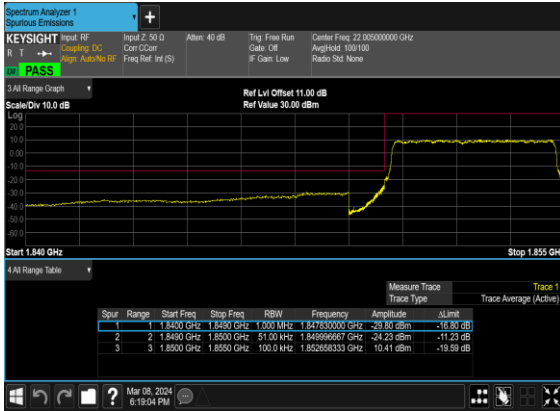 Spectrum Analyzer 1
Spurious Emissions
+
KEYSIGHT Input: RF Input Z: 50 Ω Atten: 40 dB Trig: Free Run Center Freq: 22.005000000 GHz
R T Coupling: DC Corr CCorr Gate: Off Avg|Hold: 100/100
Align: Auto/No RF Freq Ref: Int (S) IF Gain: Low Radio Std: None
LN PASS
3 All Range Graph Ref Lvl Offset 11.00 dB
Scale/Div 10.0 dB Ref Value 30.00 dBm
Log
20.0
10.0
0.00
-10.0
-20.0
-30.0
-40.0
-50.0
-60.0
Start 1.840 GHz Stop 1.855 GH
4 All Range Table
Measure Trace Trace 1
Trace Type Trace Average (Active)
Spur Range Start Freq Stop Freq RBW Frequency Amplitude ΔLimit
1 1 1.8400 GHz 1.8490 GHz 1.000 MHz 1.847830000 GHz -29.80 dBm -16.80 dB
2 2 1.8490 GHz 1.8500 GHz 51.00 kHz 1.849996667 GHz -24.23 dBm -11.23 dB
3 3 1.8500 GHz 1.8550 GHz 100.0 kHz 1.852658333 GHz 10.41 dBm -19.59 dB
? Mar 08, 2024
6:19:04 PM